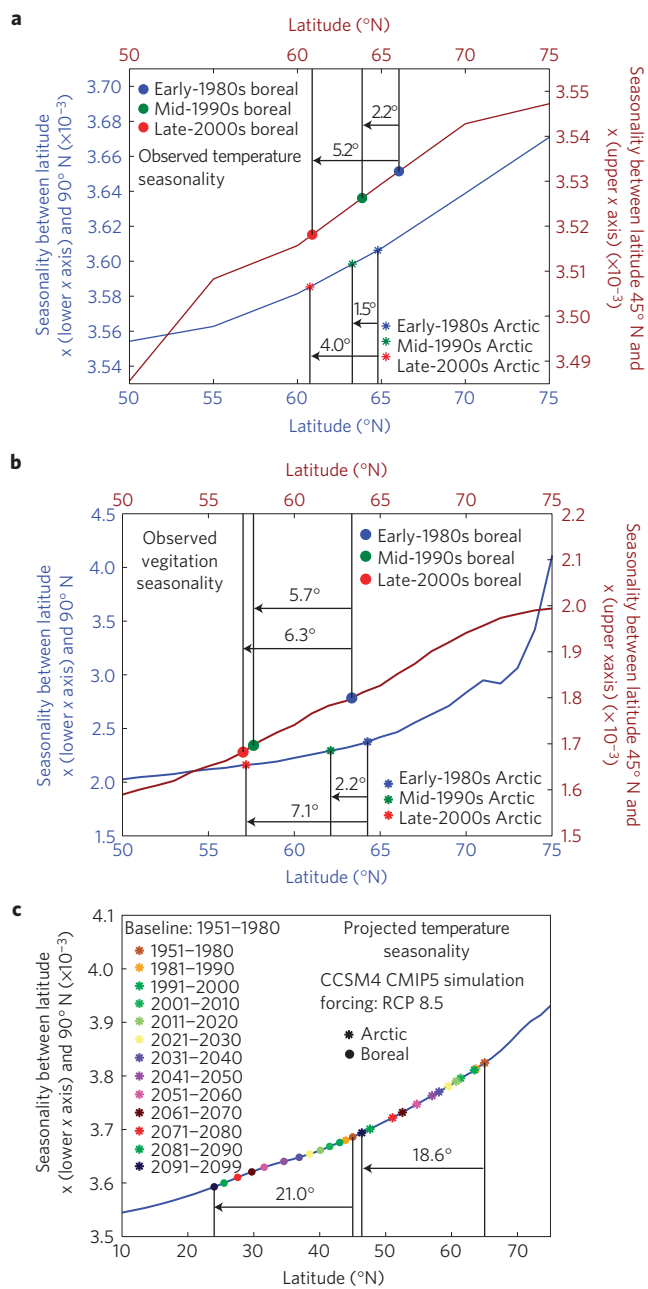 a
Latitude (°N)
50 55 60 65 70 75
Early-1980s boreal
Mid-1990s boreal
Late-2000s boreal
Observed temperature
seasonality
2.2°
5.2°
1.5°
4.0°
Early-1980s Arctic
Mid-1990s Arctic
Late-2000s Arctic
3.70
3.68
3.66
3.64
3.62
3.60
3.58
3.56
3.54
Seasonality between latitude
x (lower x axis) and 90° N (×10⁻³)
3.55
3.54
3.53
3.52
3.51
3.50
3.49
Seasonality between latitude 45° N and
x (upper x axis) (×10⁻³)
50 55 60 65 70 75
Latitude (°N)
b
Latitude (°N)
50 55 60 65 70 75
Observed
vegitation
seasonality
Early-1980s boreal
Mid-1990s boreal
Late-2000s boreal
5.7°
6.3°
2.2°
7.1°
Early-1980s Arctic
Mid-1990s Arctic
Late-2000s Arctic
4.5
4.0
3.5
3.0
2.5
2.0
1.5
Seasonality between latitude
x (lower x axis) and 90° N
2.2
2.1
2.0
1.9
1.8
1.7
1.6
1.5
Seasonality between latitude 45° N and
x (upper xaxis) (×10⁻³)
50 55 60 65 70 75
Latitude (°N)
c
4.1
4.0
3.9
3.8
3.7
3.6
3.5
Seasonality between latitude
x (lower x axis) and 90° N (×10⁻³)
Baseline: 1951–1980
1951–1980
1981–1990
1991–2000
2001–2010
2011–2020
2021–2030
2031–2040
2041–2050
2051–2060
2061–2070
2071–2080
2081–2090
2091–2099
Projected temperature
seasonality
CCSM4 CMIP5 simulation
forcing: RCP 8.5
Arctic
Boreal
18.6°
21.0°
10 20 30 40 50 60 70
Latitude (°N)